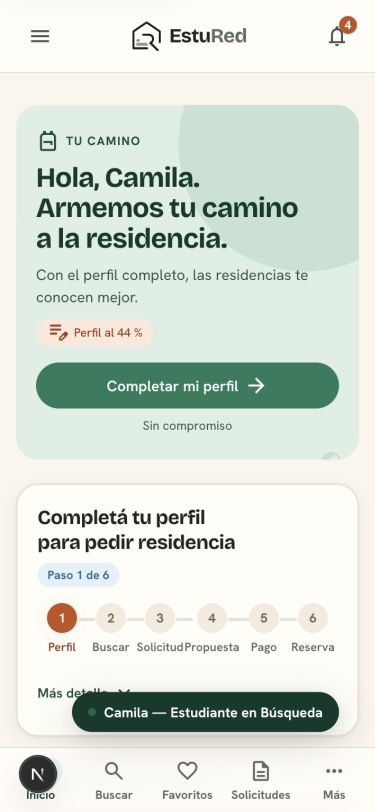 EstuRed
4
TU CAMINO
Hola, Camila.
Armemos tu camino
a la residencia.
Con el perfil completo, las residencias te
conocen mejor.
Perfil al 44 %
Completar mi perfil
Sin compromiso
Completá tu perfil
para pedir residencia
Paso 1 de 6
1 2 3 4 5 6
Perfil Buscar Solicitud Propuesta Pago Reserva
Más detalle
Camila — Estudiante en Búsqueda
N
Inicio Buscar Favoritos Solicitudes Más